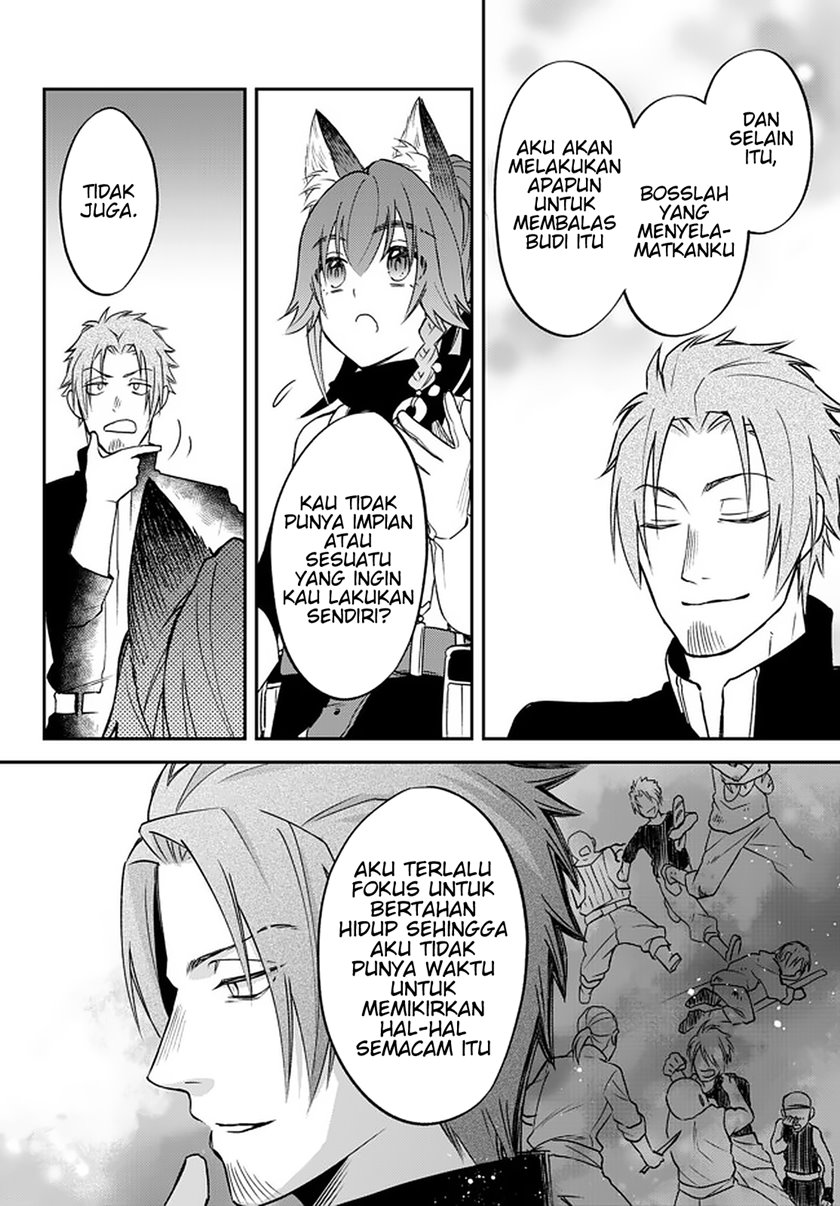 DAN
SELAIN
ITU,
BOSSLAH
YANG
MENYELA-
MATKANKU
AKU AKAN
MELAKUKAN
APAPUN
UNTUK
MEMBALAS
BUDI ITU
KAU TIDAK
PUNYA IMPIAN
ATAU
SESUATU
YANG INGIN
KAU LAKUKAN
SENDIRI?
TIDAK
JUGA.
AKU TERLALU
FOKUS UNTUK
BERTAHAN
HIDUP SEHINGGA
AKU TIDAK
PUNYA WAKTU
UNTUK
MEMIKIRKAN
HAL-HAL
SEMACAM ITU